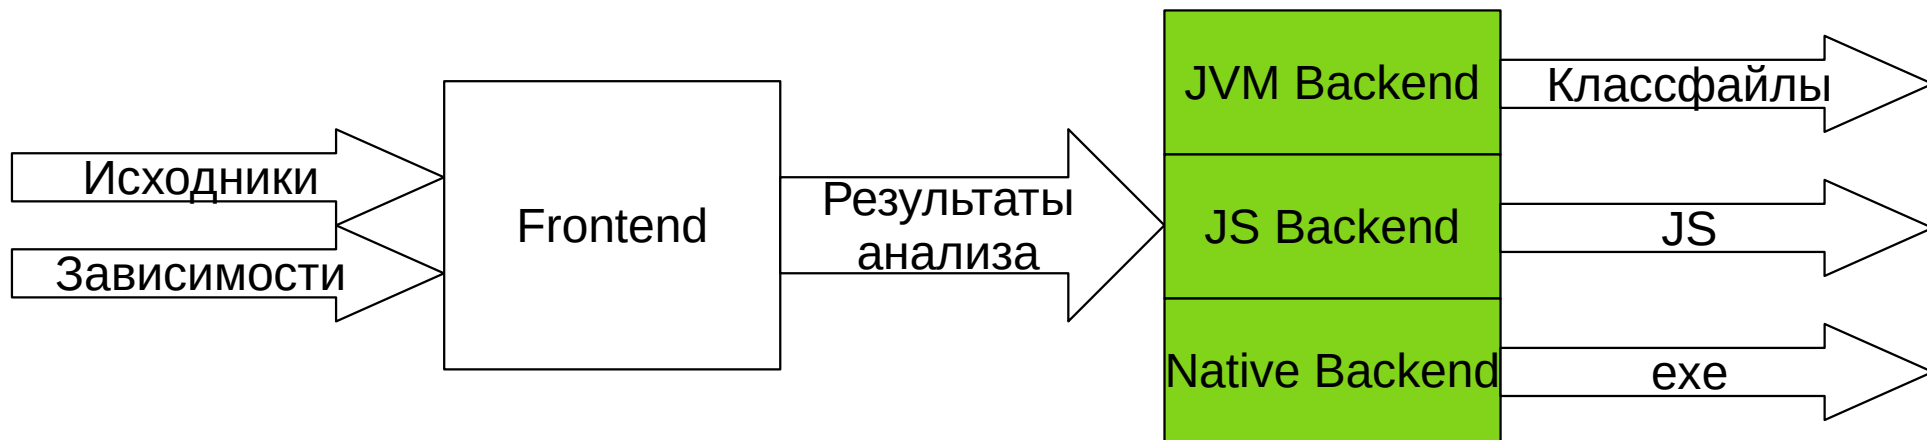 Исходники
Зависимости
Frontend
Результаты
анализа
JVM Backend
Классфайлы
JS Backend
JS
Native Backend
exe